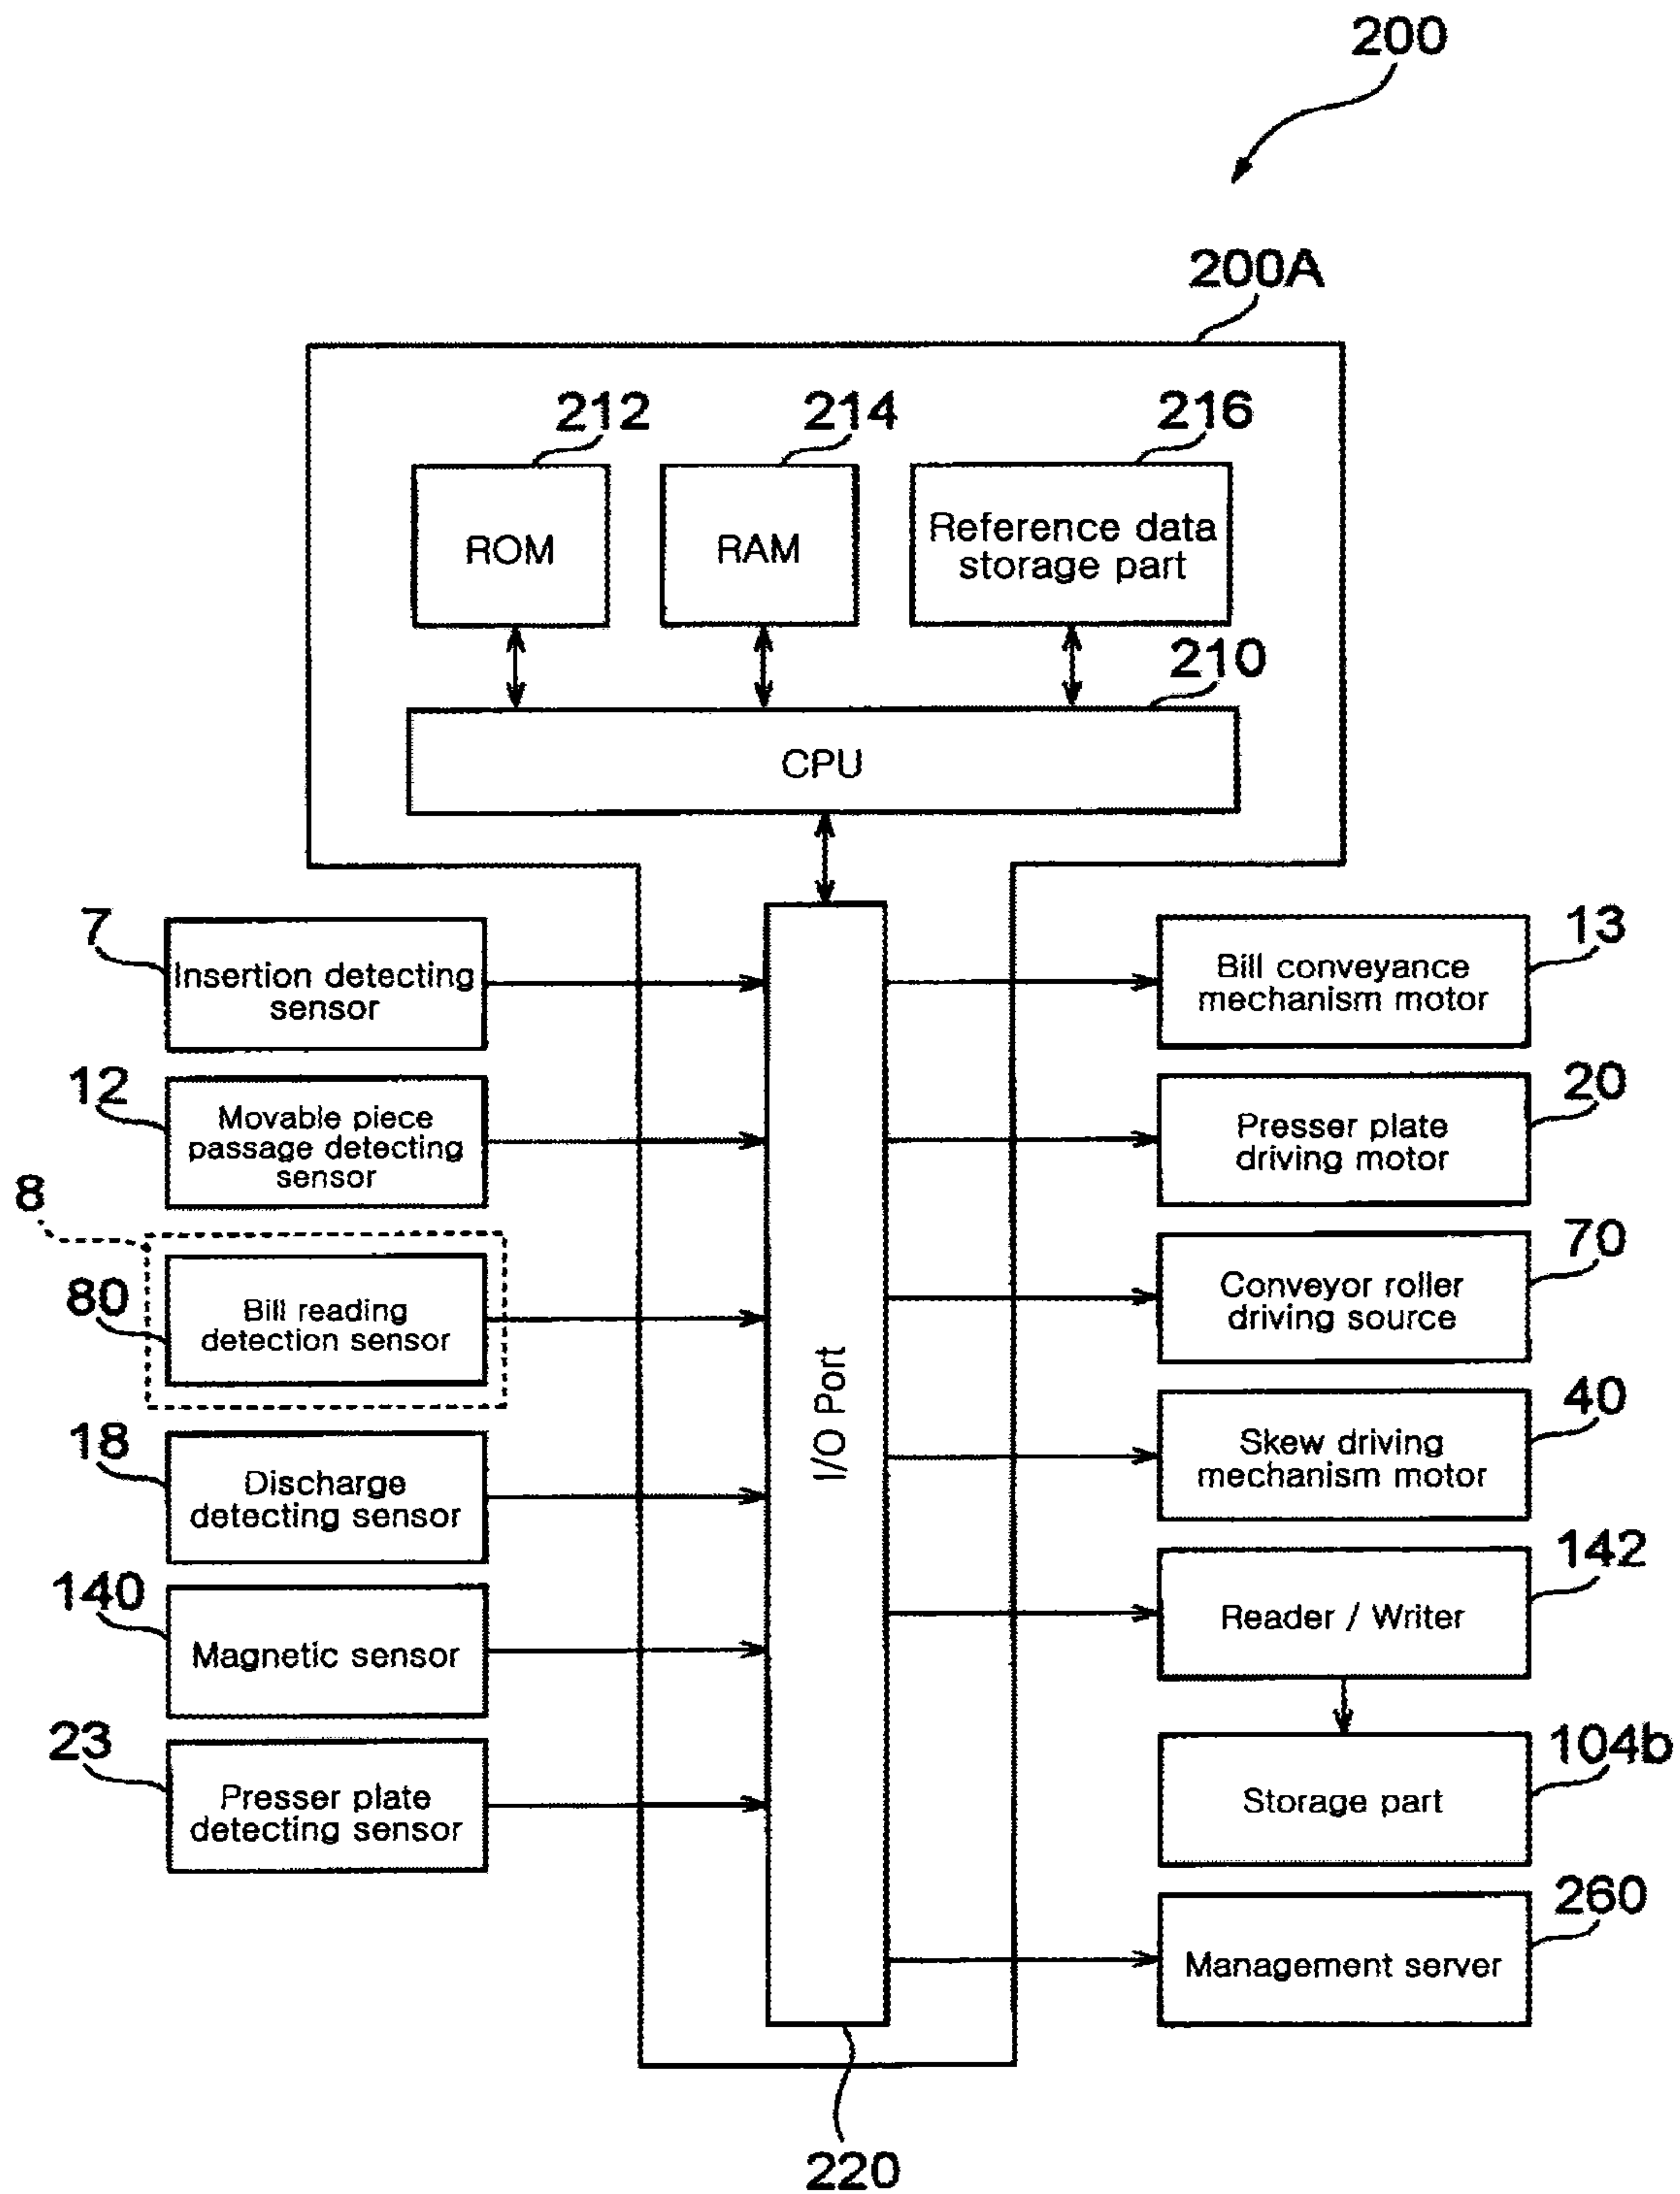 200
200A
212
214
216
ROM
RAM
Reference data
storage part
210
CPU
7
Insertion detecting
sensor
12
Movable piece
passage detecting
sensor
8
80
Bill reading
detection sensor
18
Discharge
detecting sensor
140
Magnetic sensor
23
Presser plate
detecting sensor
I/O Port
220
13
Bill conveyance
mechanism motor
20
Presser plate
driving motor
70
Conveyor roller
driving source
40
Skew driving
mechanism motor
142
Reader / Writer
104b
Storage part
260
Management server